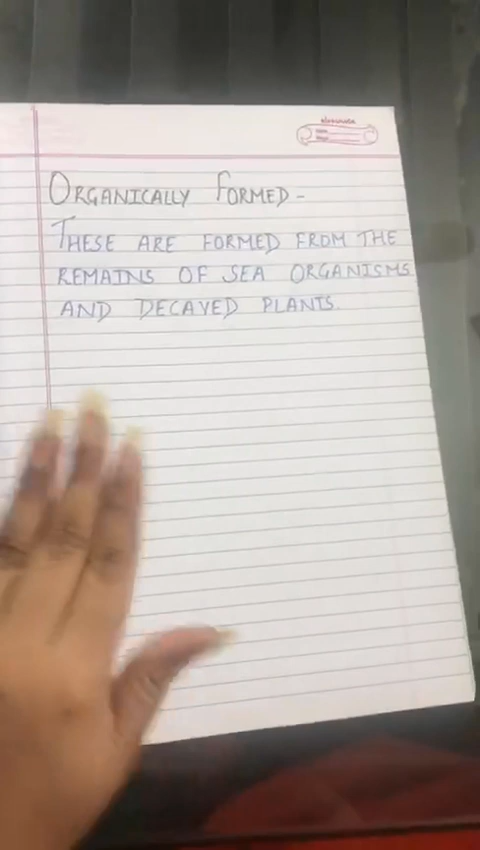 ORGANICALLY FORMED -
THESE ARE FORMED FROM THE
REMAINS OF SEA ORGANISMS
AND DECAYED PLANTS.